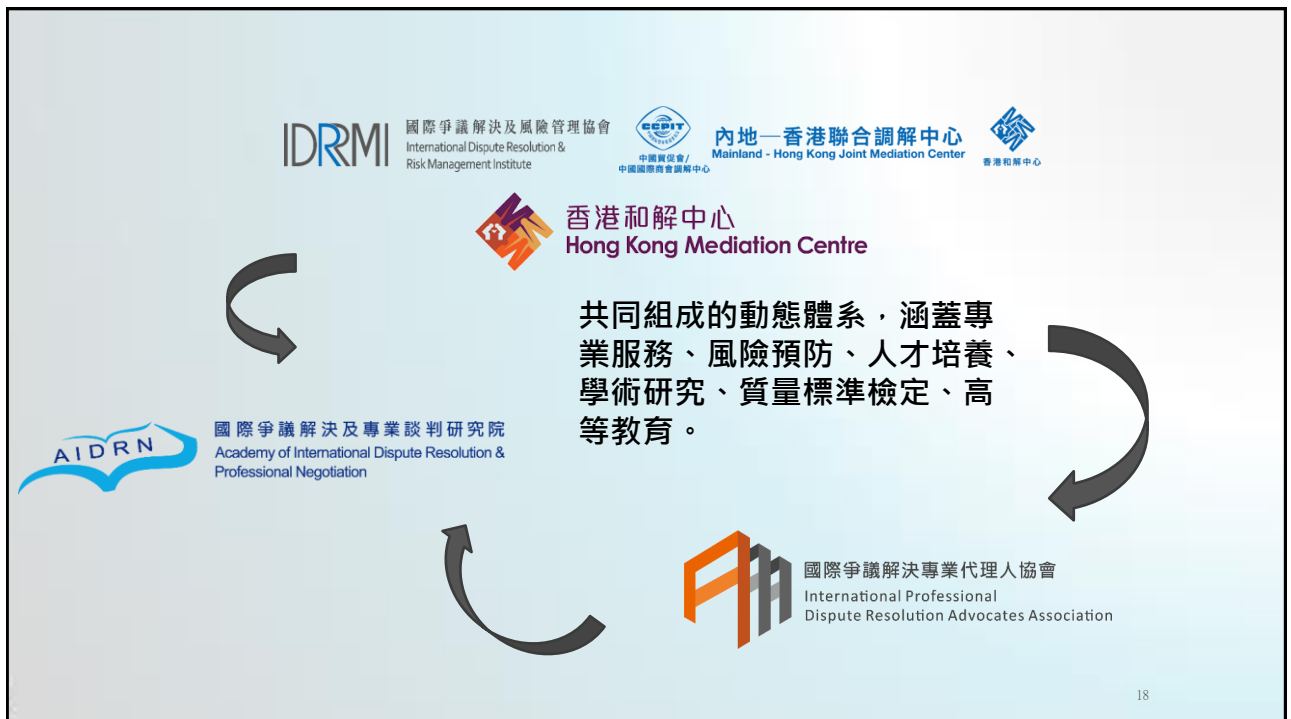 IDRRMI
國際爭議解決及風險管理協會
International Dispute Resolution &
Risk Management Institute
CCPIT
中國貿促會/
中國國際商會調解中心
內地—香港聯合調解中心
Mainland - Hong Kong Joint Mediation Center
香港和解中心
香港和解中心
Hong Kong Mediation Centre
共同組成的動態體系，涵蓋專
業服務、風險預防、人才培養、
學術研究、質量標準檢定、高
等教育。
AIDRN
國際爭議解決及專業談判研究院
Academy of International Dispute Resolution &
Professional Negotiation
國際爭議解決專業代理人協會
International Professional
Dispute Resolution Advocates Association
18